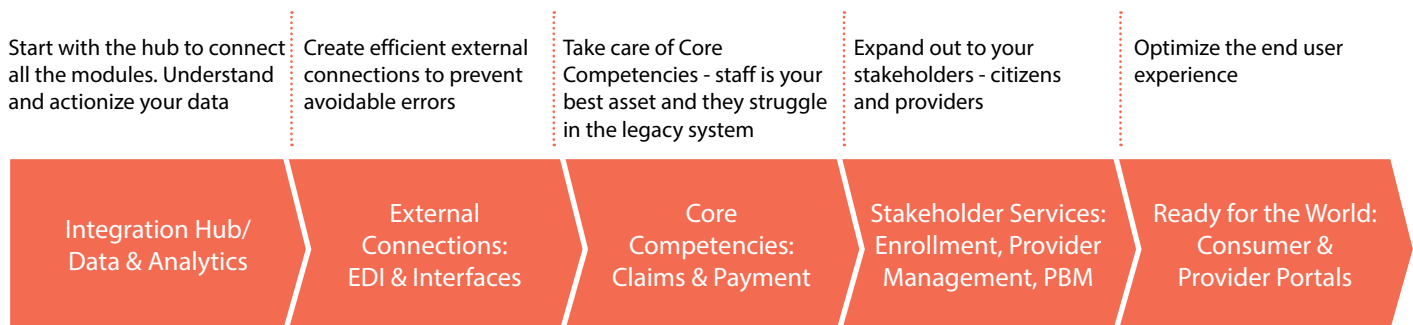 Start with the hub to connect
all the modules. Understand
and actionize your data
Create efficient external
connections to prevent
avoidable errors
Take care of Core
Competencies - staff is your
best asset and they struggle
in the legacy system
Expand out to your
stakeholders - citizens
and providers
Optimize the end user
experience
Integration Hub/
Data & Analytics
External
Connections:
EDI & Interfaces
Core
Competencies:
Claims & Payment
Stakeholder Services:
Enrollment, Provider
Management, PBM
Ready for the World:
Consumer &
Provider Portals